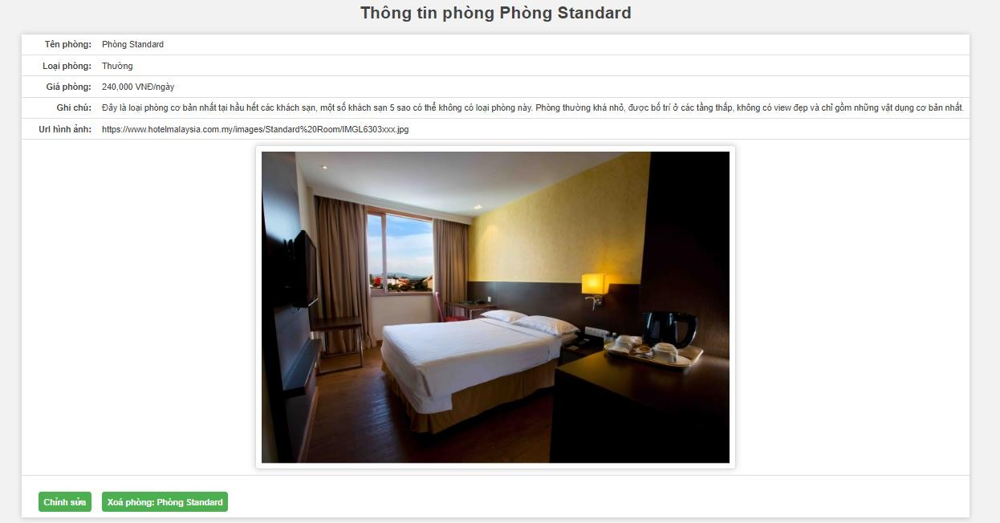 Thông tin phòng Phòng Standard
Tên phòng: Phòng Standard
Loại phòng: Thường
Giá phòng: 240,000 VNĐ/ngày
Ghi chú: Đây là loại phòng cơ bản nhất tại hầu hết các khách sạn, một số khách sạn 5 sao có thể không có loại phòng này. Phòng thường khá nhỏ, được bố trí ở các tầng thấp, không có view đẹp và chỉ gồm những vật dụng cơ bản nhất.
Url hình ảnh: https://www.hotelmalaysia.com.my/images/Standard%20Room/IMGL6303xxx.jpg
Chỉnh sửa Xoá phòng: Phòng Standard